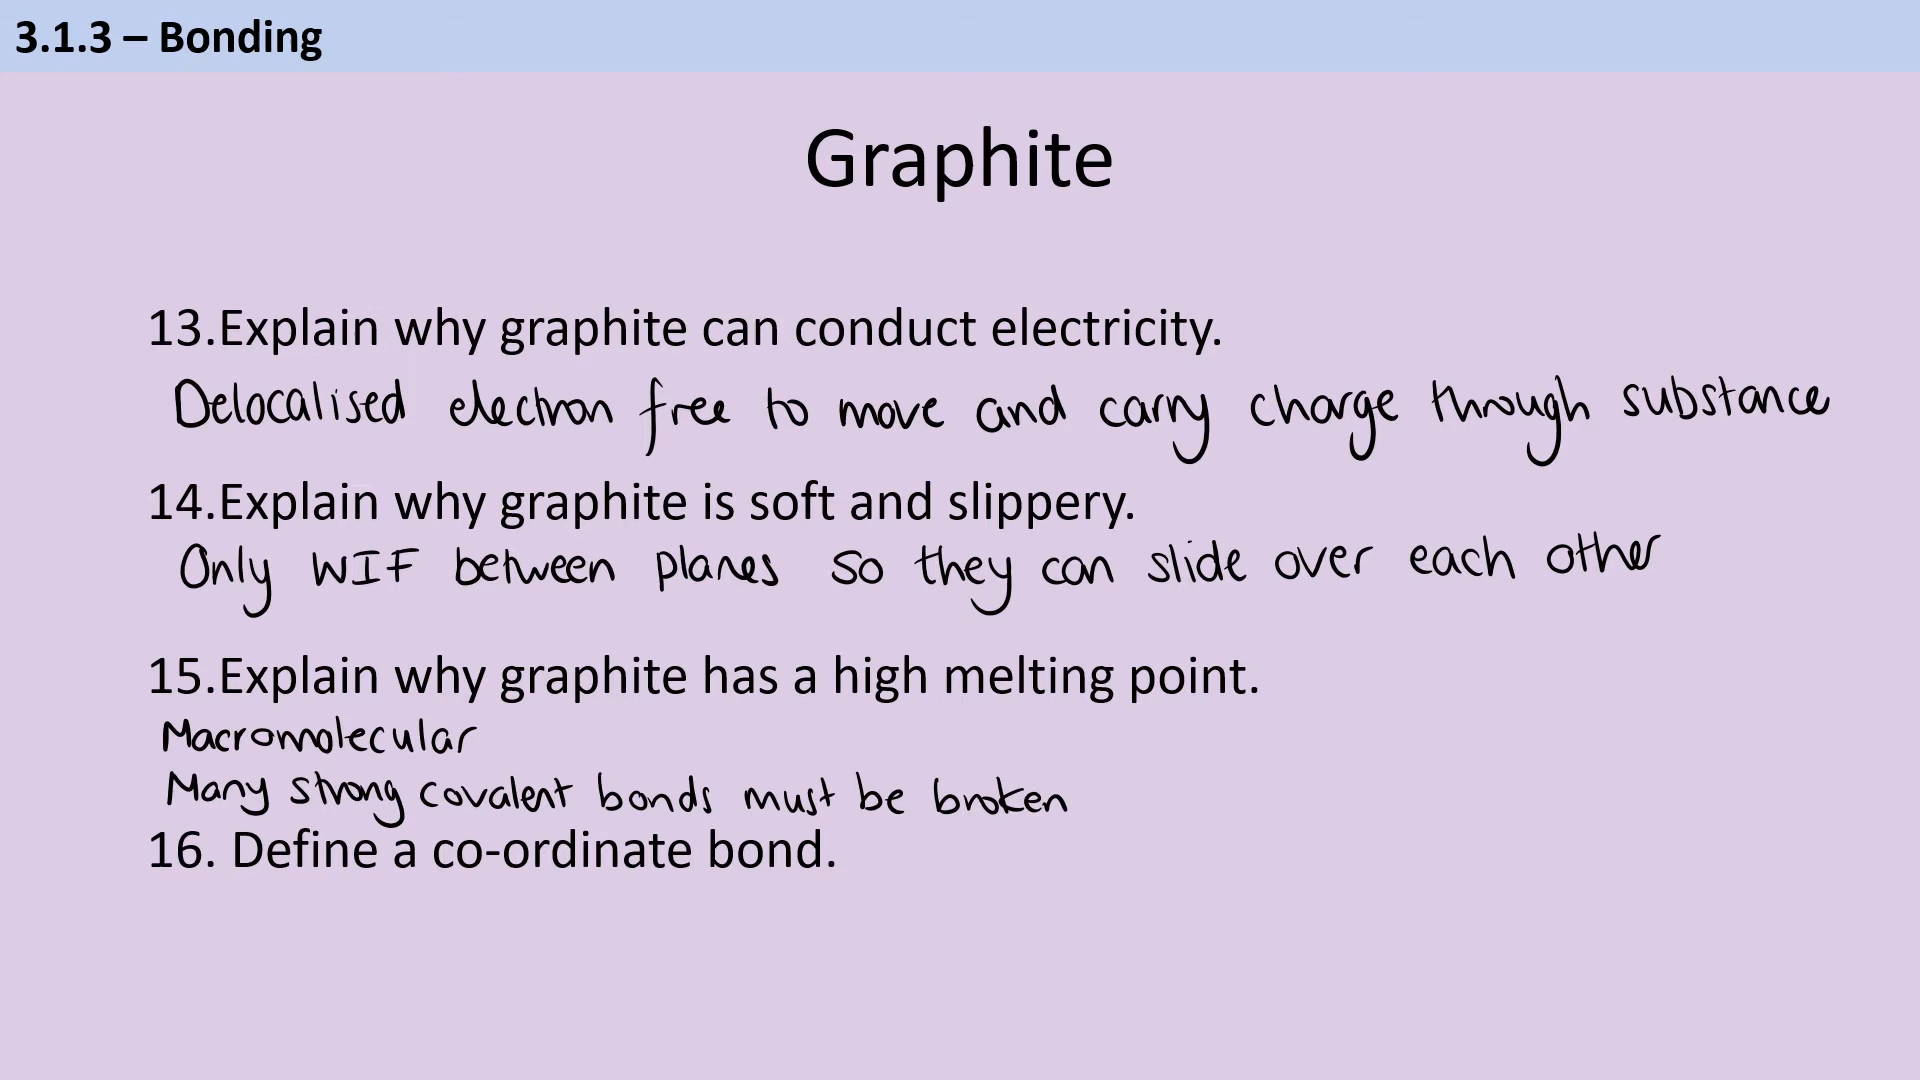 3.1.3 – Bonding
Graphite
13.Explain why graphite can conduct electricity.
Delocalised electron free to move and carry charge through substance
14.Explain why graphite is soft and slippery.
Only WIF between planes so they can slide over each other
15.Explain why graphite has a high melting point.
Macromolecular
Many strong covalent bonds must be broken
16. Define a co-ordinate bond.